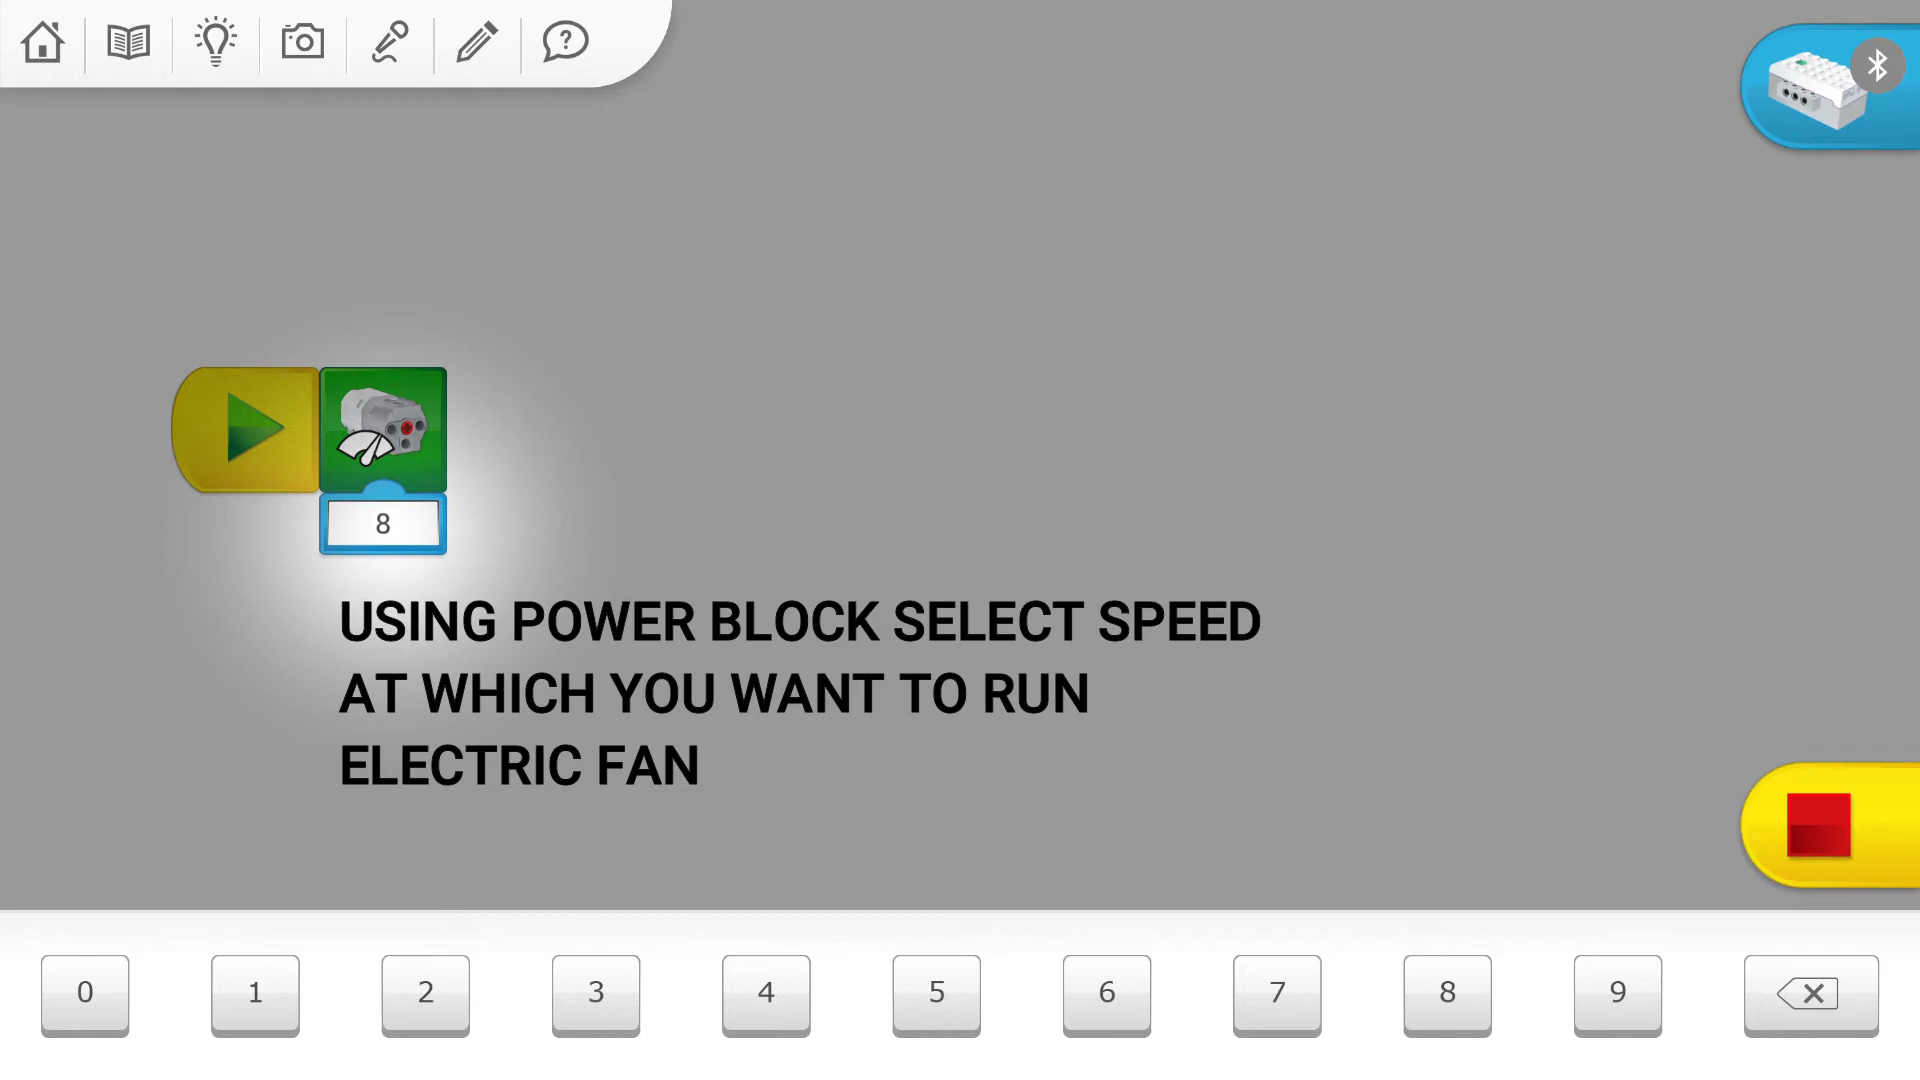 ?
8
USING POWER BLOCK SELECT SPEED
AT WHICH YOU WANT TO RUN
ELECTRIC FAN
0 1 2 3 4 5 6 7 8 9